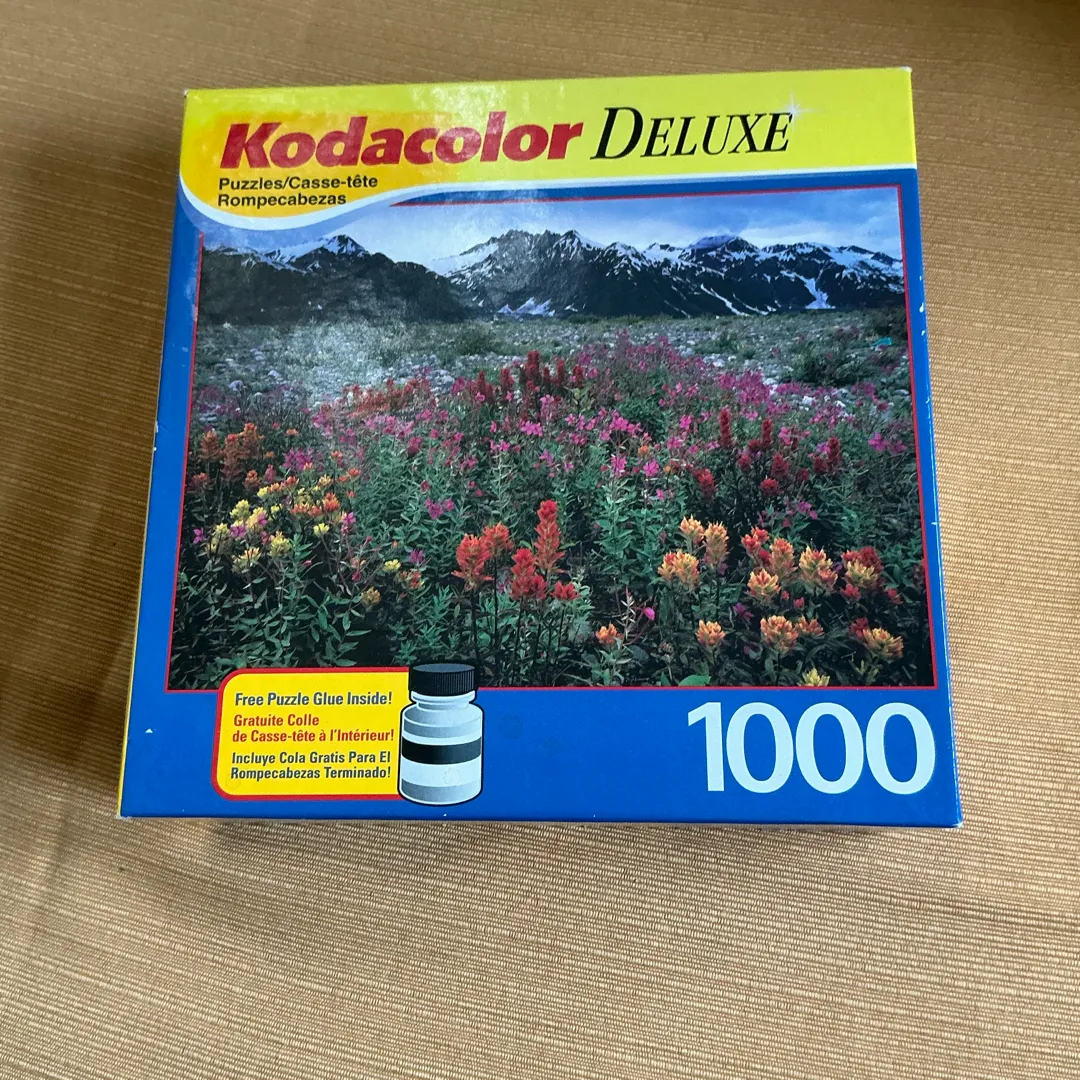 Kodacolor DELUXE
Puzzles/Casse-tête
Rompecabezas
Free Puzzle Glue Inside!
Gratuite Colle
de Casse-tête à l'Intérieur!
Incluye Cola Gratis Para El
Rompecabezas Terminado!
1000